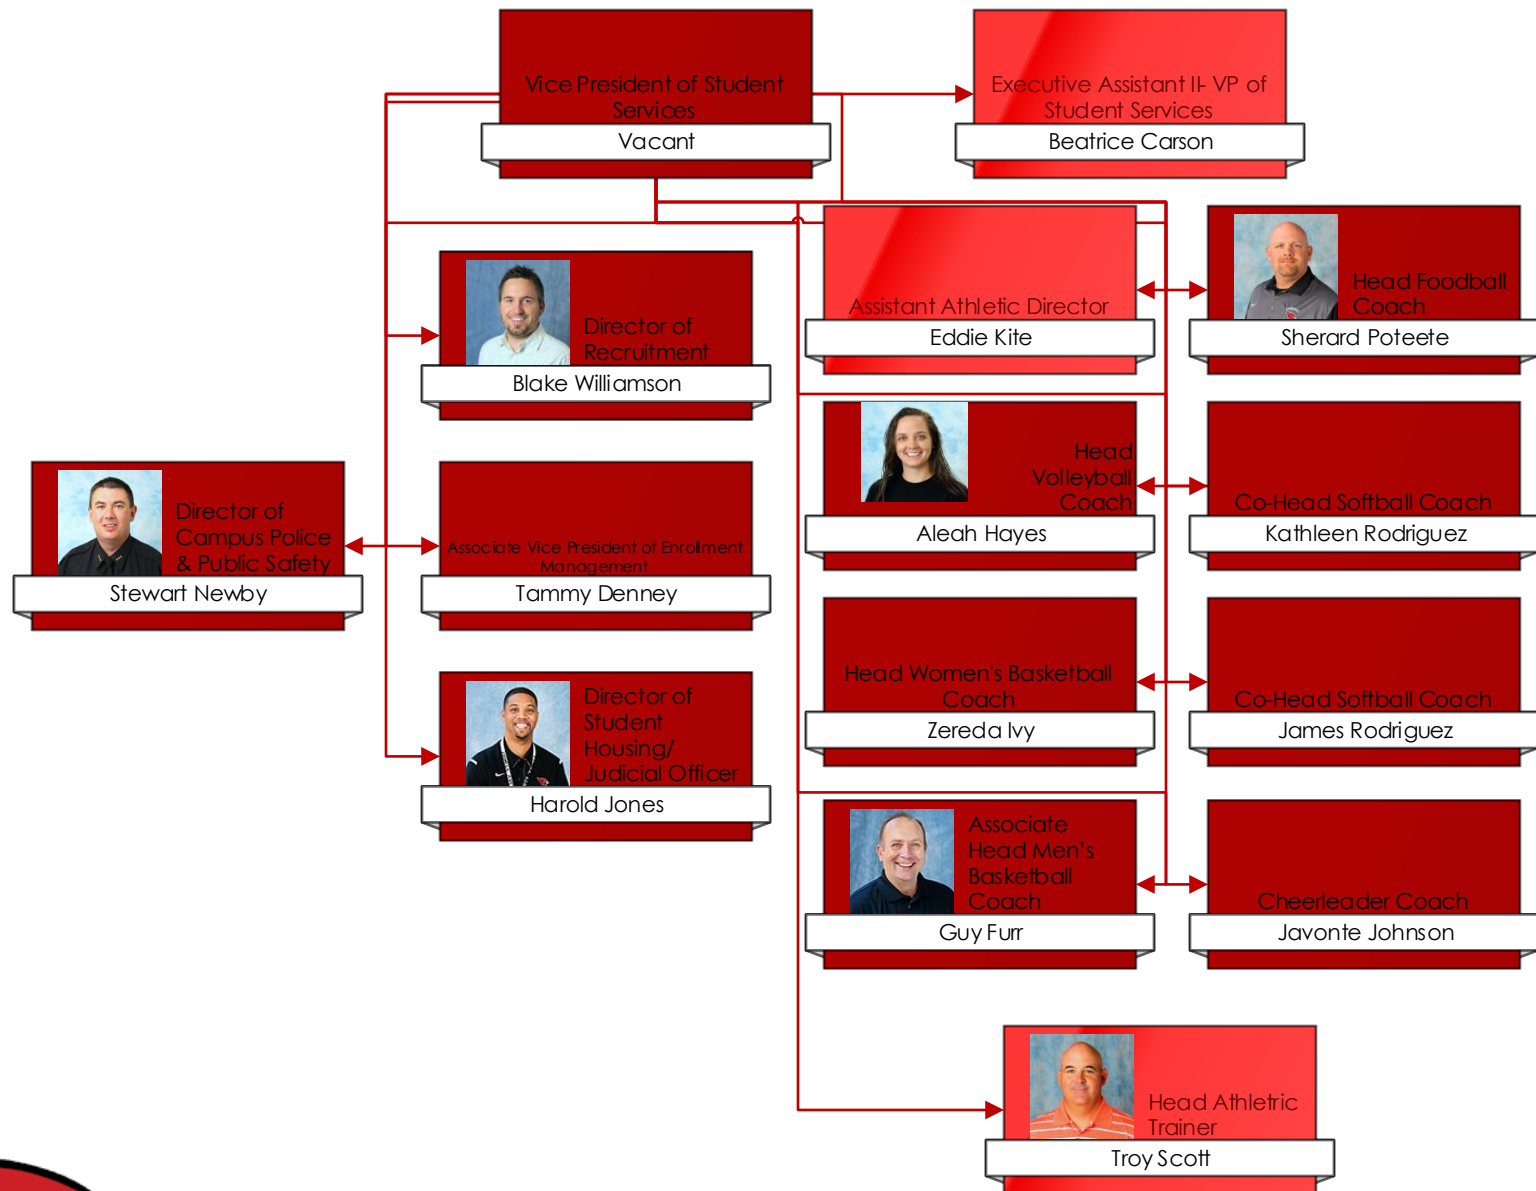 Vice President of Student
Services
Vacant
Executive Assistant II- VP of
Student Services
Beatrice Carson
Director of
Recruitment
Blake Williamson
Assistant Athletic Director
Eddie Kite
Head Foodball
Coach
Sherard Poteete
Head
Volleyball
Coach
Aleah Hayes
Co-Head Softball Coach
Kathleen Rodriguez
Director of
Campus Police
& Public Safety
Stewart Newby
Associate Vice President of Enrollment
Management
Tammy Denney
Head Women's Basketball
Coach
Zereda Ivy
Co-Head Softball Coach
James Rodriguez
Director of
Student
Housing/
Judicial Officer
Harold Jones
Associate
Head Men's
Basketball
Coach
Guy Furr
Cheerleader Coach
Javonte Johnson
Head Athletric
Trainer
Troy Scott